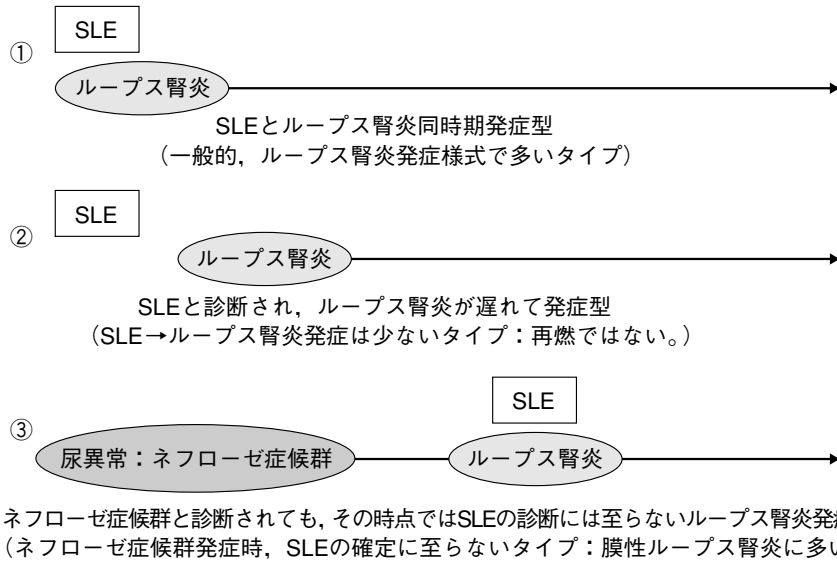 ①
SLE
ループス腎炎
SLEとループス腎炎同時期発症型
（一般的，ループス腎炎発症様式で多いタイプ）
②
SLE
ループス腎炎
SLEと診断され，ループス腎炎が遅れて発症型
（SLE→ループス腎炎発症は少ないタイプ：再燃ではない。）
③
SLE
尿異常：ネフローゼ症候群
ループス腎炎
ネフローゼ症候群と診断されても，その時点ではSLEの診断には至らないループス腎炎発
（ネフローゼ症候群発症時，SLEの確定に至らないタイプ：膜性ループス腎炎に多い